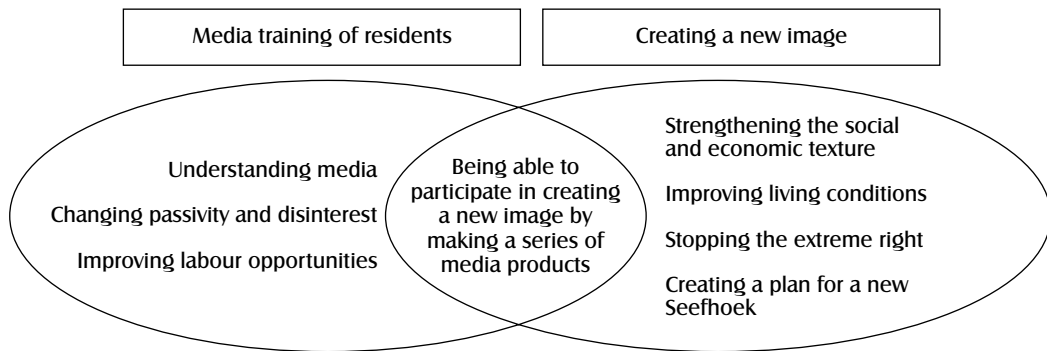 Media training of residents
Creating a new image
Understanding media
Changing passivity and disinterest
Improving labour opportunities
Being able to
participate in creating
a new image by
making a series of
media products
Strengthening the social
and economic texture
Improving living conditions
Stopping the extreme right
Creating a plan for a new
Seefhoek